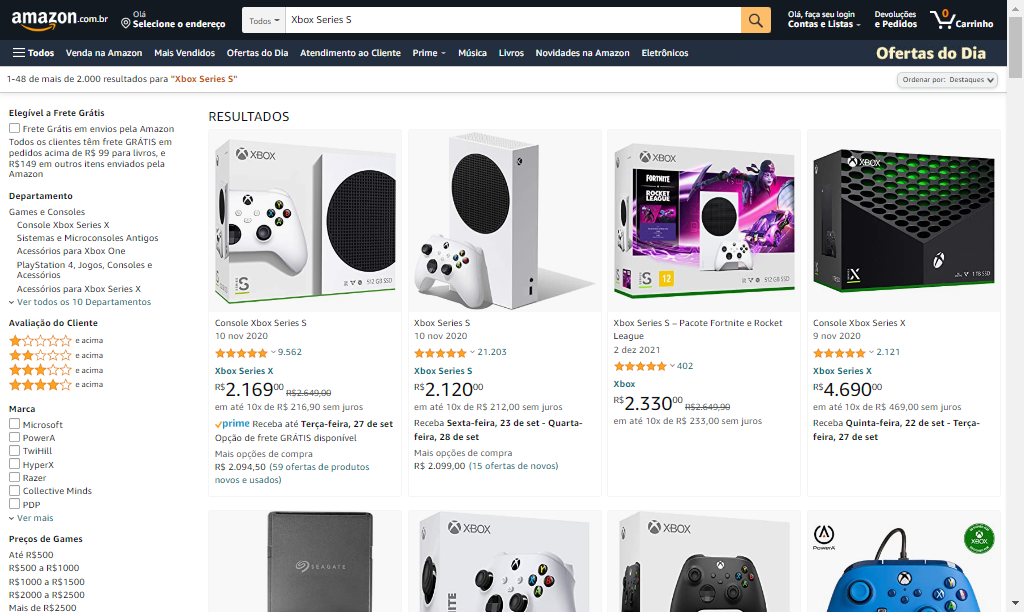 amazon.com.br
Olá
Selecione o endereço
Todos
Xbox Series S
Olá, faça seu login
Contas e Listas
Devoluções
e Pedidos
0
Carrinho
Todos
Venda na Amazon
Mais Vendidos
Ofertas do Dia
Atendimento ao Cliente
Prime
Música
Livros
Novidades na Amazon
Eletrônicos
Ofertas do Dia
1-48 de mais de 2.000 resultados para "Xbox Series S"
Ordenar por: Destaques
Elegível a Frete Grátis
Frete Grátis em envios pela Amazon
Todos os clientes têm frete GRÁTIS em
pedidos acima de R$ 99 para livros, e
R$149 em outros itens enviados pela
Amazon
Departamento
Games e Consoles
Console Xbox Series X
Sistemas e Microconsoles Antigos
Acessórios para Xbox One
PlayStation 4, Jogos, Consoles e
Acessórios
Acessórios para Xbox Series X
Ver todos os 10 Departamentos
Avaliação do Cliente
e acima
e acima
e acima
e acima
Marca
Microsoft
PowerA
TwiHill
HyperX
Razer
Collective Minds
PDP
Ver mais
Preços de Games
Até R$500
R$500 a R$1000
R$1000 a R$1500
R$2000 a R$2500
Mais de R$2500
RESULTADOS
XBOX
S
512 GB SSD
Console Xbox Series S
10 nov 2020
9.562
Xbox Series X
R$2.16900 R$2.649,00
em até 10x de R$ 216,90 sem juros
prime Receba até Terça-feira, 27 de set
Opção de frete GRÁTIS disponível
Mais opções de compra
R$ 2.094,50 (59 ofertas de produtos
novos e usados)
Xbox Series S
10 nov 2020
21.203
Xbox Series S
R$2.12000
em até 10x de R$ 212,00 sem juros
Receba Sexta-feira, 23 de set - Quarta-
feira, 28 de set
Mais opções de compra
R$ 2.099,00 (15 ofertas de novos)
XBOX
FORTNITE
ROCKET
LEAGUE
S
12
512 GB SSD
Xbox Series S – Pacote Fortnite e Rocket
League
2 dez 2021
402
Xbox
R$2.33000 R$2.649,90
em até 10x de R$ 233,00 sem juros
XBOX
X
1TB SSD
Console Xbox Series X
9 nov 2020
2.121
Xbox Series X
R$4.69000
em até 10x de R$ 469,00 sem juros
Receba Quinta-feira, 22 de set - Terça-
feira, 27 de set
SEAGATE
XBOX
XBOX
POWERA
XBOX